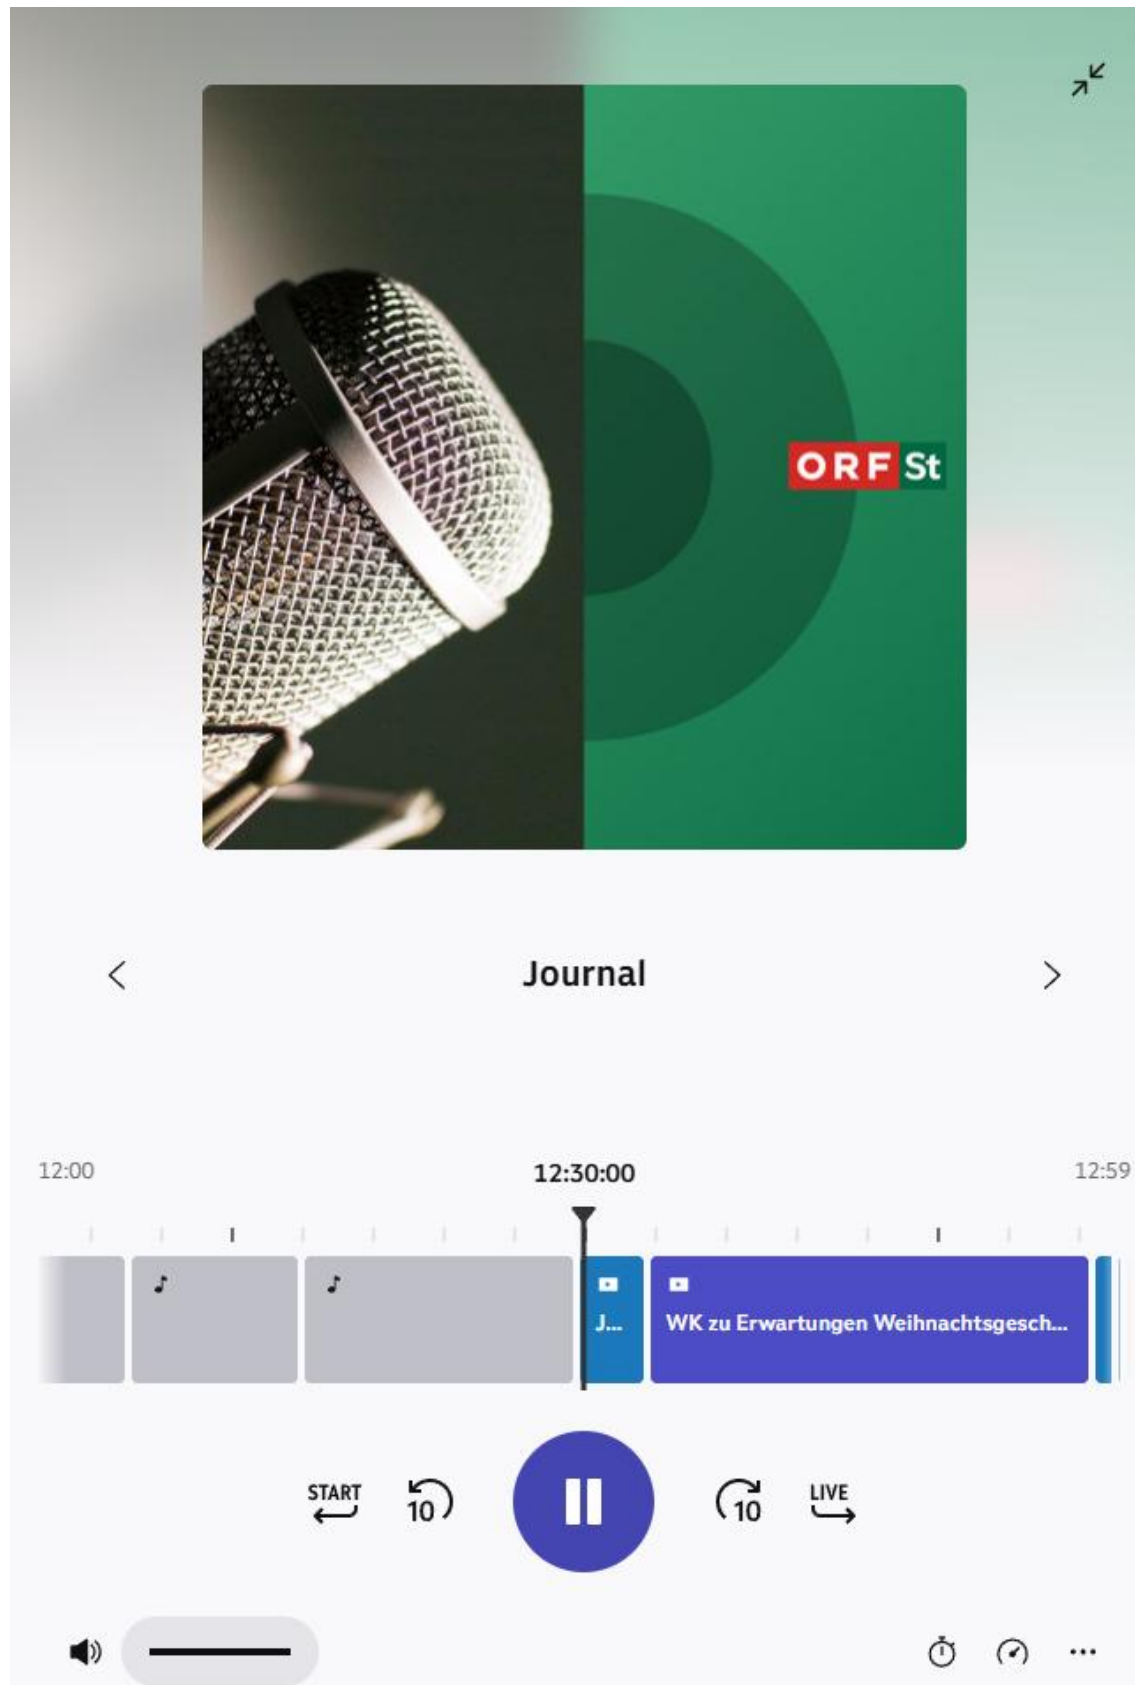 ORF St
Journal
12:00
12:30:00
12:59
J...
WK zu Erwartungen Weihnachtsgesch...
START
10
10
LIVE